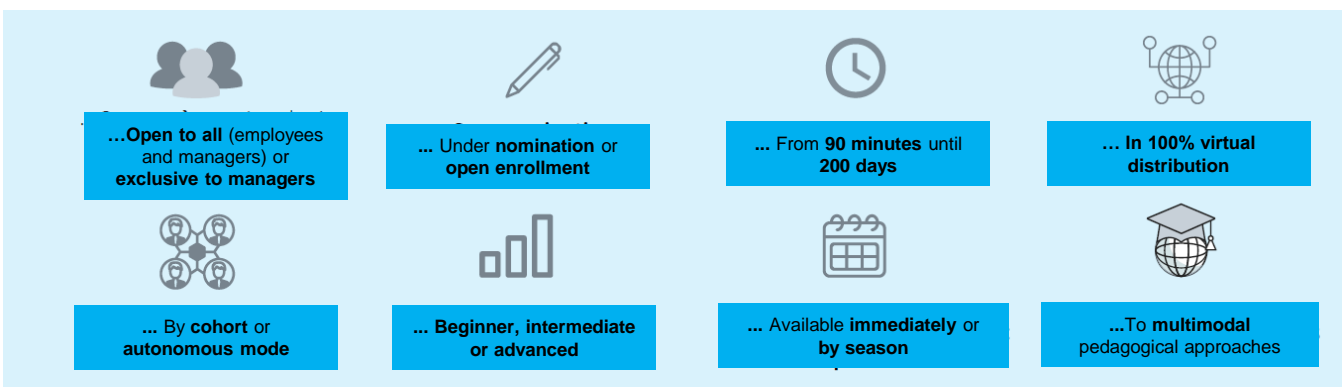 …Open to all (employees
and managers) or
exclusive to managers
... Under nomination or
open enrollment
... From 90 minutes until
200 days
… In 100% virtual
distribution
... By cohort or
autonomous mode
... Beginner, intermediate
or advanced
... Available immediately or
by season
...To multimodal
pedagogical approaches